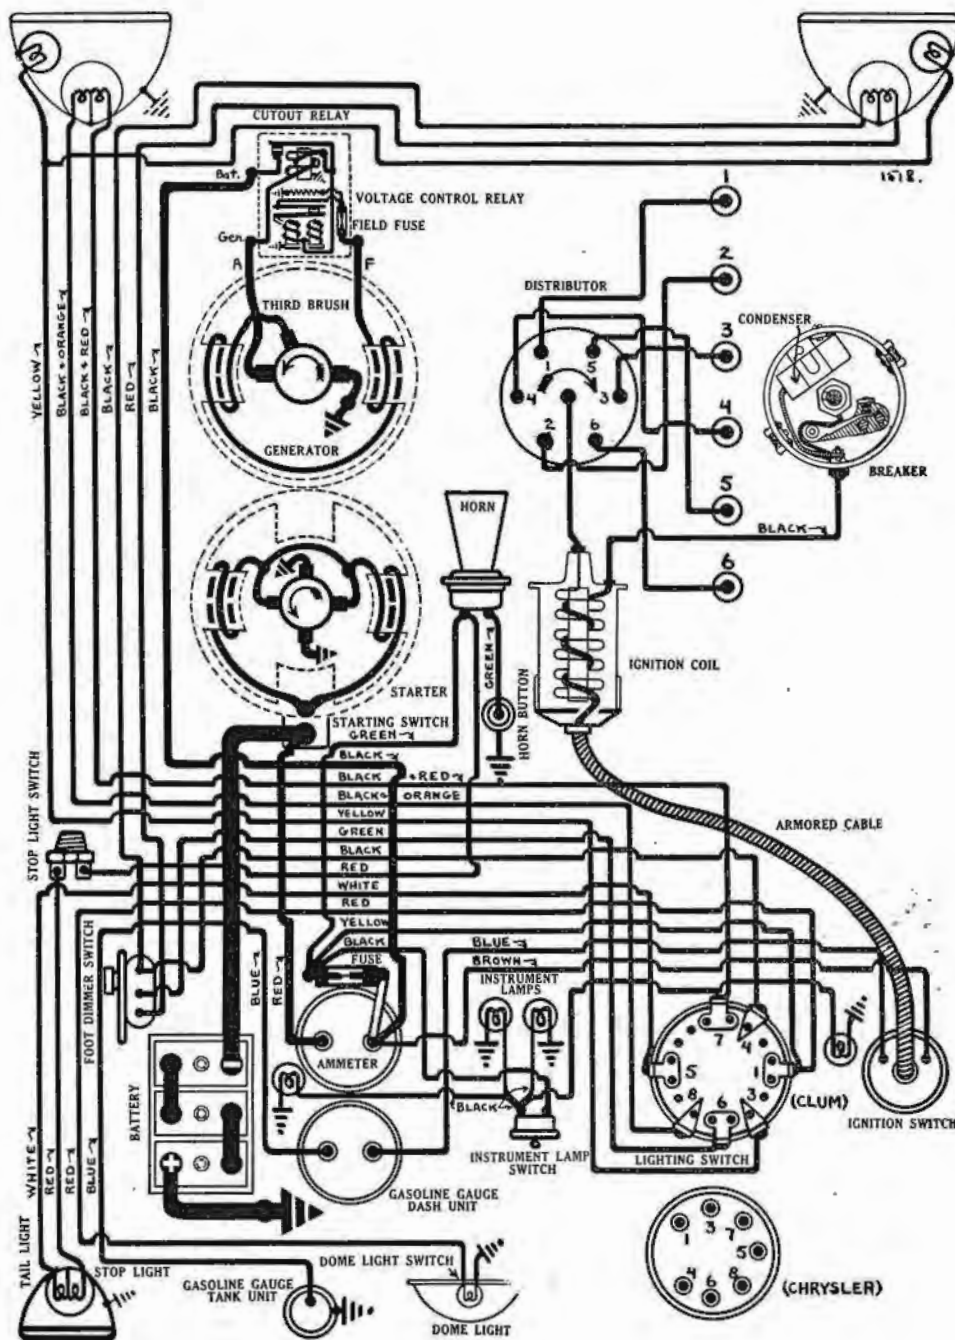 CUTOUT RELAY
Bat.
VOLTAGE CONTROL RELAY
FIELD FUSE
Gen.
A
F
THIRD BRUSH
GENERATOR
YELLOW
BLACK + ORANGE
BLACK + RED
BLACK
RED
BLACK
1
2
3
4
5
6
DISTRIBUTOR
1
5
4
3
2
6
CONDENSER
BREAKER
BLACK
HORN
GREEN
HORN BUTTON
IGNITION COIL
STARTER
STARTING SWITCH
GREEN
BLACK
BLACK + RED
BLACK + ORANGE
YELLOW
GREEN
BLACK
RED
WHITE
RED
YELLOW
BLACK
FUSE
BLUE
BROWN
ARMORED CABLE
STOP LIGHT SWITCH
FOOT DIMMER SWITCH
BLUE
RED
INSTRUMENT
LAMPS
AMMETER
BATTERY
BLACK
INSTRUMENT LAMP
SWITCH
7
4
5
1
8
6
3
(CLUM)
LIGHTING SWITCH
IGNITION SWITCH
GASOLINE GAUGE
DASH UNIT
WHITE
RED
RED
BLUE
TAIL LIGHT
STOP LIGHT
GASOLINE GAUGE
TANK UNIT
DOME LIGHT SWITCH
DOME LIGHT
1
3
7
5
4
6
8
(CHRYSLER)